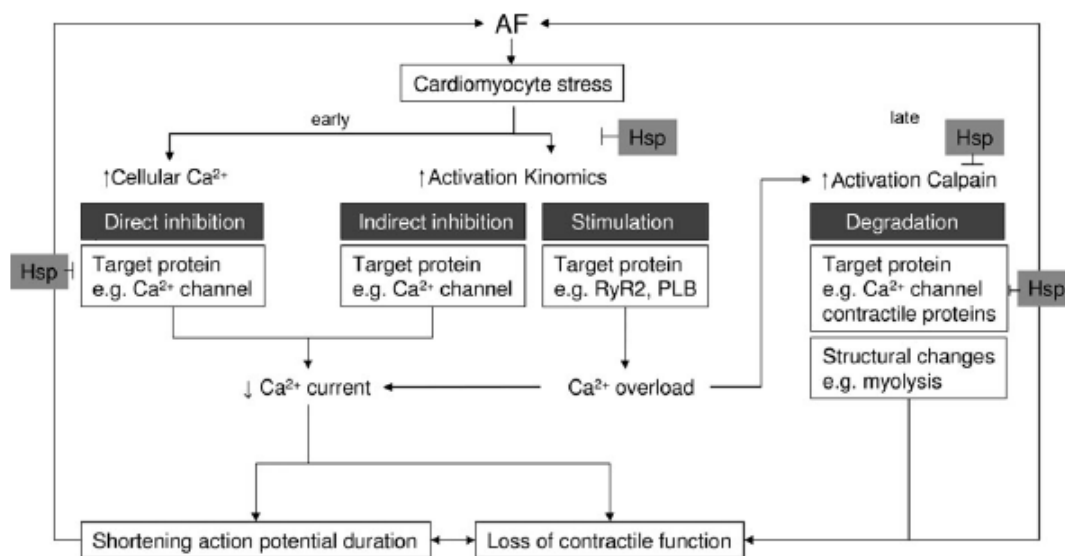 AF
Cardiomyocyte stress
early
late
Hsp
Hsp
↑Cellular Ca²⁺
↑Activation Kinomics
↑Activation Calpain
Direct inhibition
Indirect inhibition
Stimulation
Degradation
Hsp
Target protein
e.g. Ca²⁺ channel
Target protein
e.g. Ca²⁺ channel
Target protein
e.g. RyR2, PLB
Target protein
e.g. Ca²⁺ channel
contractile proteins
Hsp
Structural changes
e.g. myolysis
↓ Ca²⁺ current
Ca²⁺ overload
Shortening action potential duration
Loss of contractile function